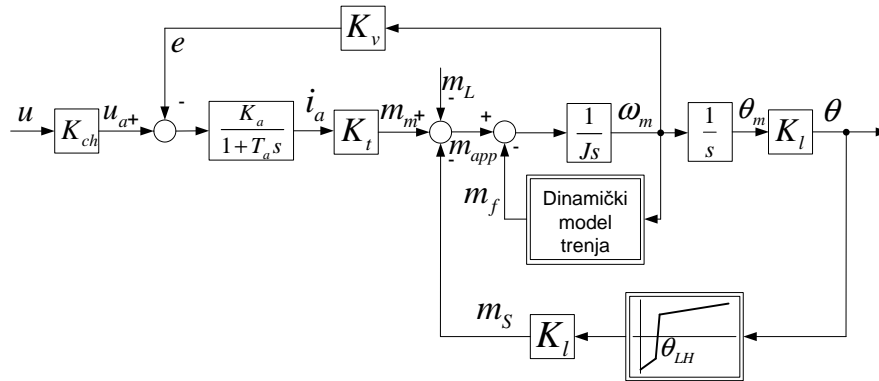 K_v
e
m_L
u
K_ch
u_a
+
-
K_a
1+T_a s
i_a
K_t
m_m
+
-
-
m_app
+
-
1
Js
ω_m
1
s
θ_m
K_l
θ
m_f
Dinamički
model
trenja
m_S
K_l
θ_LH